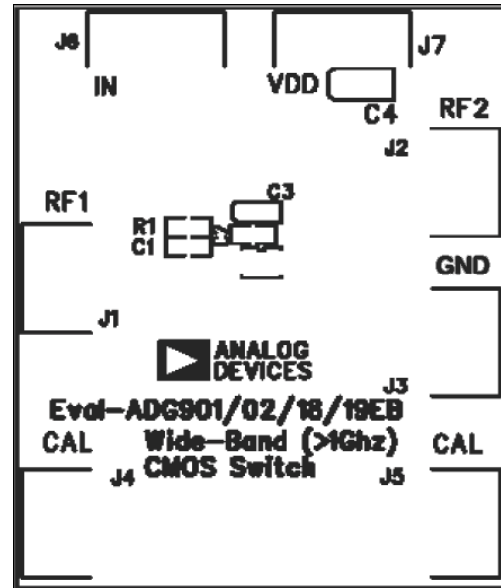 J6
J7
IN
VDD
C4
RF2
J2
RF1
C3
R1
C1
GND
J1
ANALOG
DEVICES
J3
Eval-ADG901/02/18/19EB
CAL
Wide-Band (>1Ghz)
CAL
J4
CMOS Switch
J5